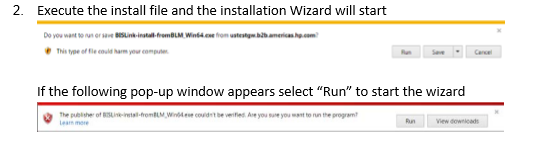 2. Execute the install file and the installation Wizard will start
Do you want to run or save BISLink-install-fromBLM_Win64.exe from ustestgw.b2b.americas.hp.com?
This type of file could harm your computer.
Run Save Cancel
If the following pop-up window appears select “Run” to start the wizard
The publisher of BISLink-install-fromBLM_Win64.exe couldn't be verified. Are you sure you want to run the program?
Learn more
Run View downloads